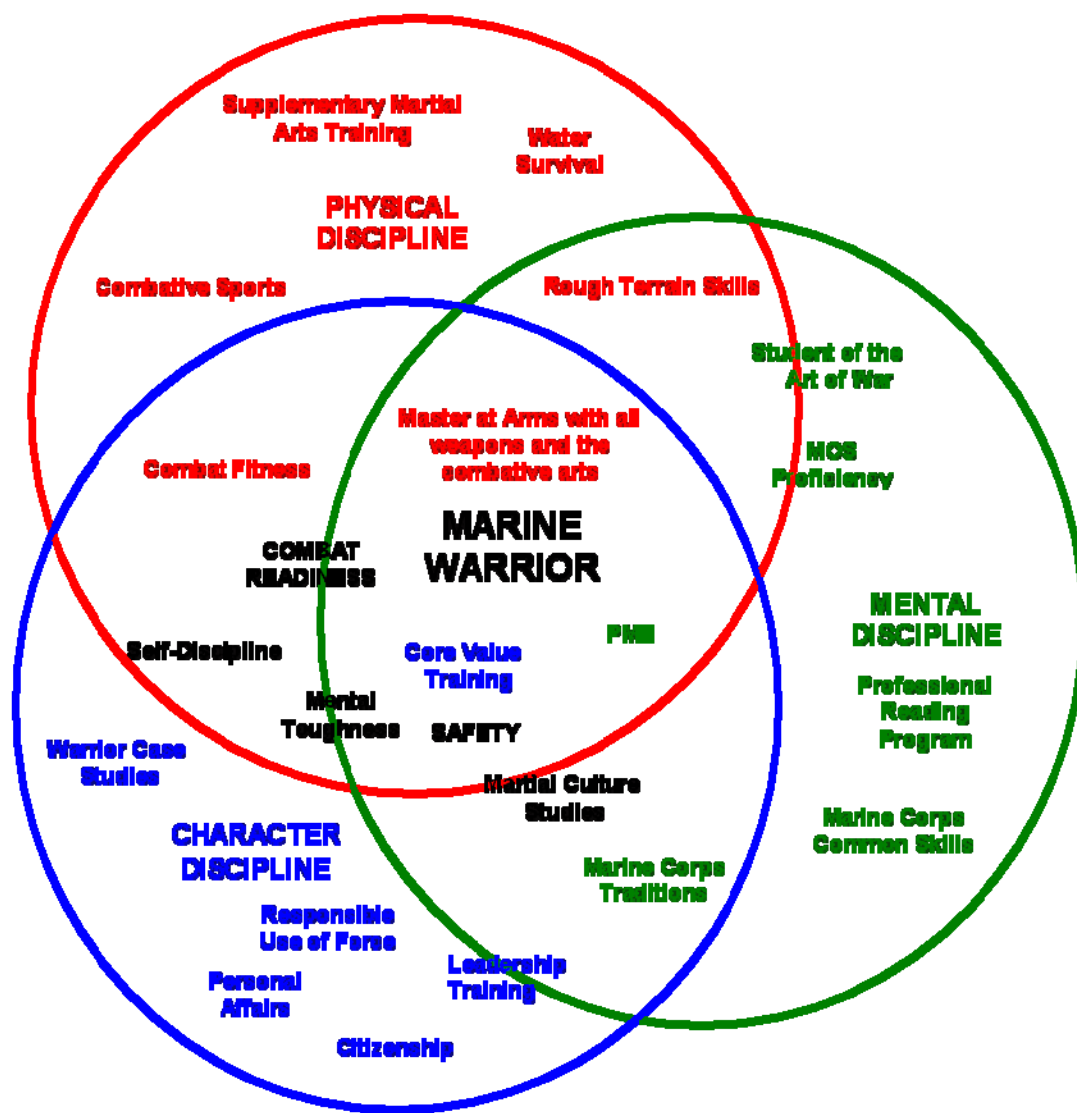 Supplementary Martial
Arts Training
Water
Survival
PHYSICAL
DISCIPLINE
Combative Sports
Rough Terrain Skills
Student of the
Art of War
Master at Arms with all
weapons and the
combative arts
MOS
Proficiency
Combat Fitness
MARINE
WARRIOR
COMBAT
READINESS
MENTAL
DISCIPLINE
PME
Self-Discipline
Core Value
Training
Professional
Reading
Program
Mental
Toughness
SAFETY
Warrior Case
Studies
Martial Culture
Studies
Marine Corps
Common Skills
CHARACTER
DISCIPLINE
Marine Corps
Traditions
Responsible
Use of Force
Leadership
Training
Personal
Affairs
Citizenship